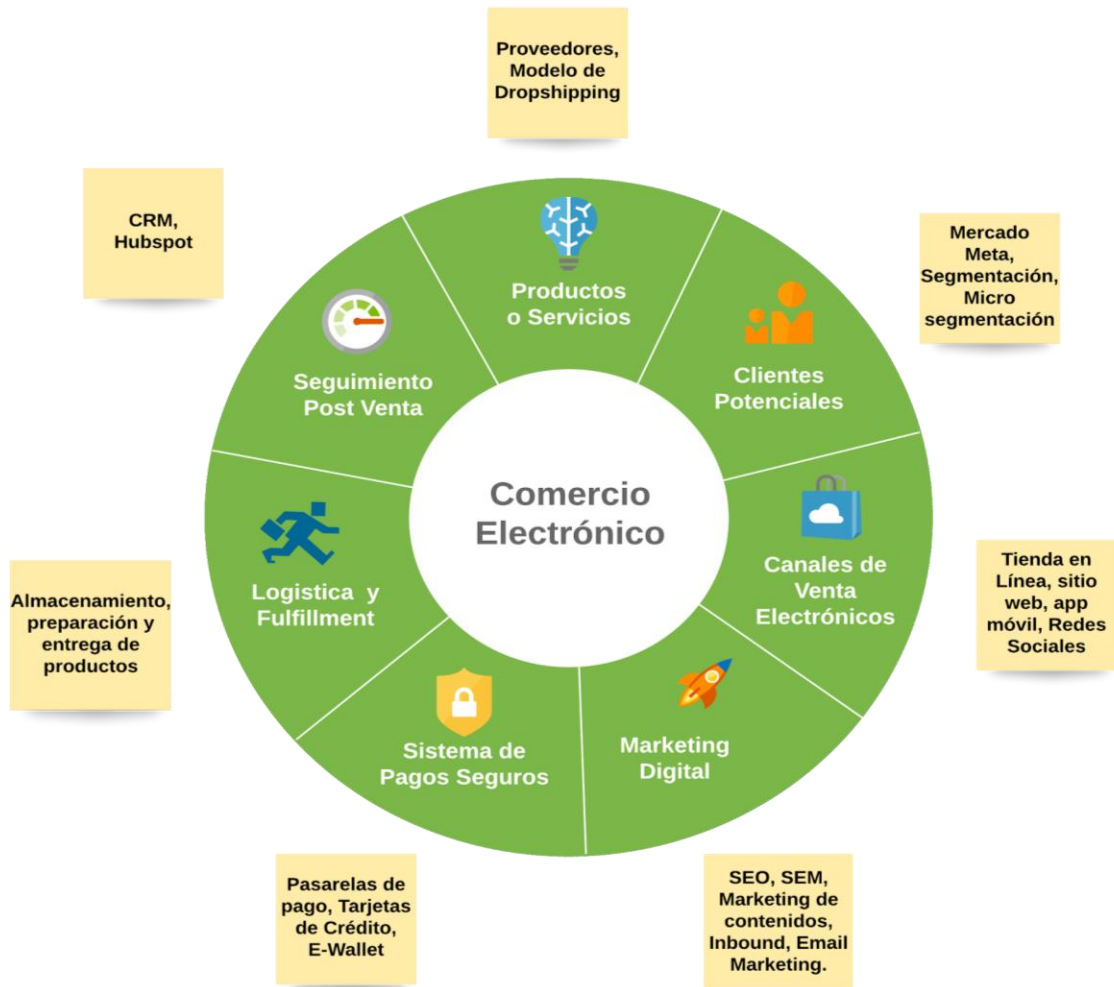 Proveedores,
Modelo de
Dropshipping
CRM,
Hubspot
Mercado
Meta,
Segmentación,
Micro
segmentación
Productos
o Servicios
Seguimiento
Post Venta
Clientes
Potenciales
Comercio
Electrónico
Canales de
Venta
Electrónicos
Tienda en
Línea, sitio
web, app
móvil, Redes
Sociales
Logistica y
Fulfillment
Almacenamiento,
preparación y
entrega de
productos
Sistema de
Pagos Seguros
Marketing
Digital
Pasarelas de
pago, Tarjetas
de Crédito,
E-Wallet
SEO, SEM,
Marketing de
contenidos,
Inbound, Email
Marketing.